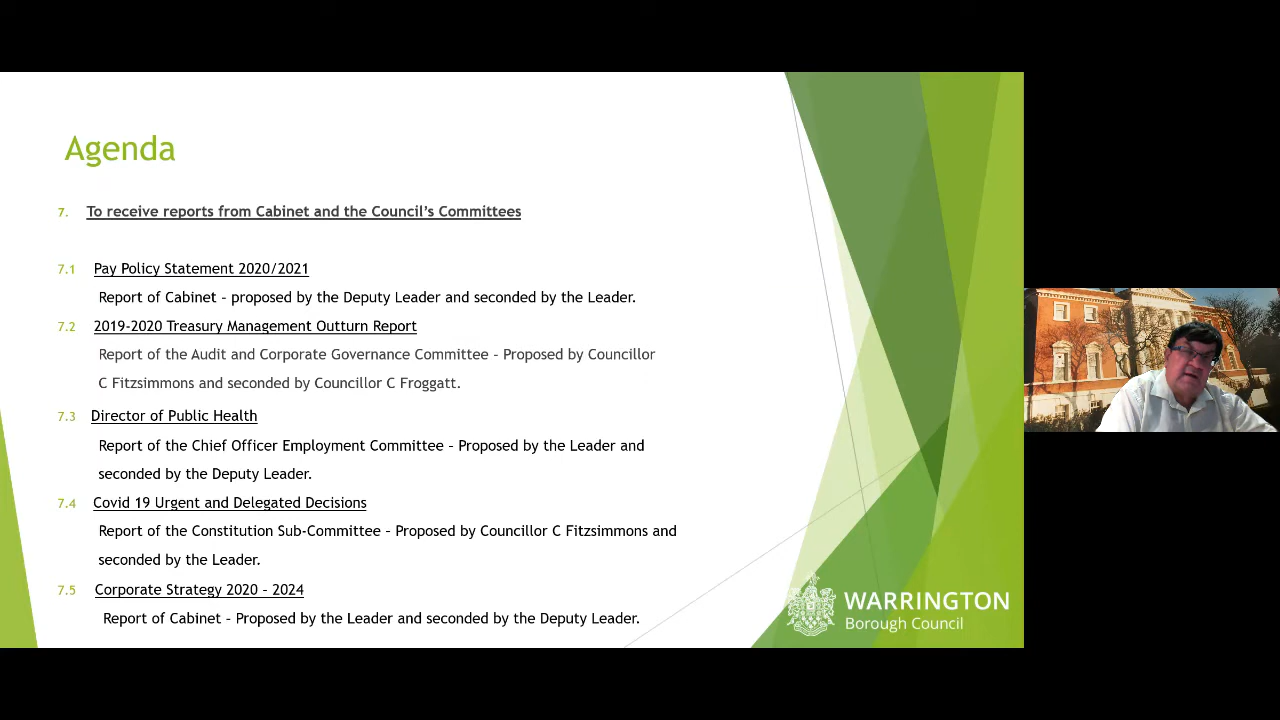 Agenda
7. To receive reports from Cabinet and the Council's Committees
7.1 Pay Policy Statement 2020/2021
Report of Cabinet – proposed by the Deputy Leader and seconded by the Leader.
7.2 2019-2020 Treasury Management Outturn Report
Report of the Audit and Corporate Governance Committee – Proposed by Councillor
C Fitzsimmons and seconded by Councillor C Froggatt.
7.3 Director of Public Health
Report of the Chief Officer Employment Committee – Proposed by the Leader and
seconded by the Deputy Leader.
7.4 Covid 19 Urgent and Delegated Decisions
Report of the Constitution Sub-Committee – Proposed by Councillor C Fitzsimmons and
seconded by the Leader.
7.5 Corporate Strategy 2020 – 2024
Report of Cabinet – Proposed by the Leader and seconded by the Deputy Leader.
WARRINGTON
Borough Council